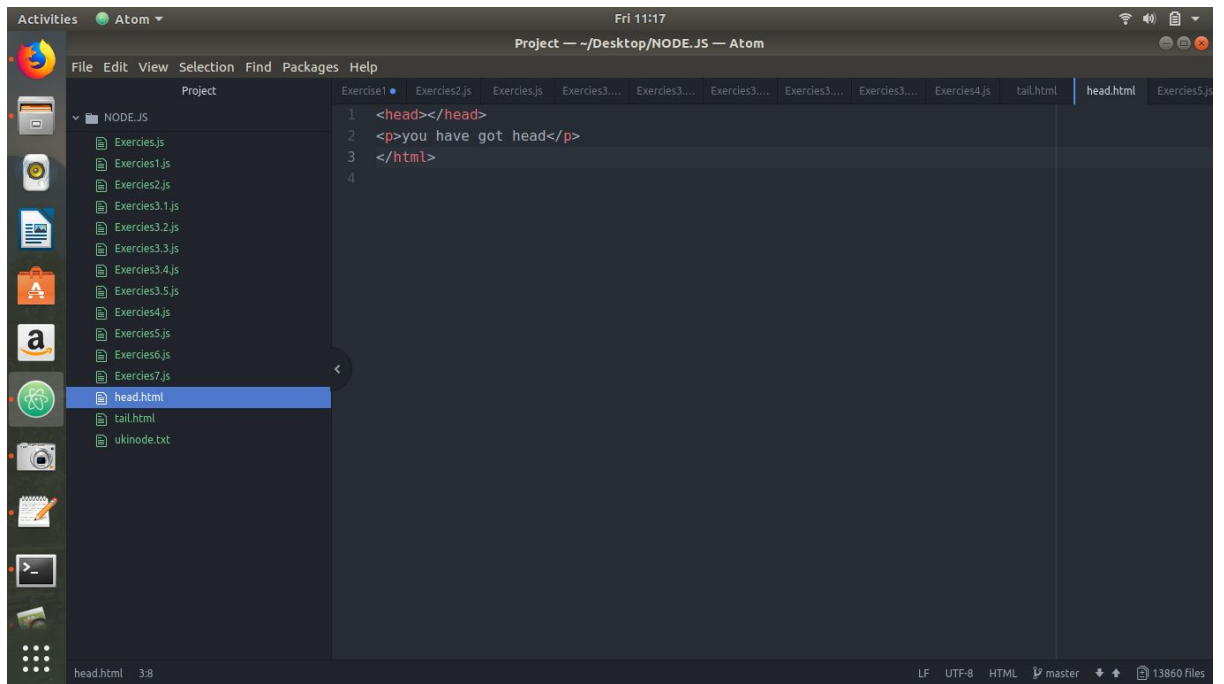 Activities Atom Fri 11:17
Project — ~/Desktop/NODE.JS — Atom
File Edit View Selection Find Packages Help
Project
Exercise1 Exercies2.js Exercies.js Exercies3.... Exercies3.... Exercies3.... Exercies3.... Exercies3.... Exercies4.js tail.html head.html Exercies5.js
NODE.JS
Exercies.js
Exercies1.js
Exercies2.js
Exercies3.1.js
Exercies3.2.js
Exercies3.3.js
Exercies3.4.js
Exercies3.5.js
Exercies4.js
Exercies5.js
Exercies6.js
Exercies7.js
head.html
tail.html
ukinode.txt
1 <head></head>
2 <p>you have got head</p>
3 </html>
4
a
head.html 3:8 LF UTF-8 HTML master 13860 files